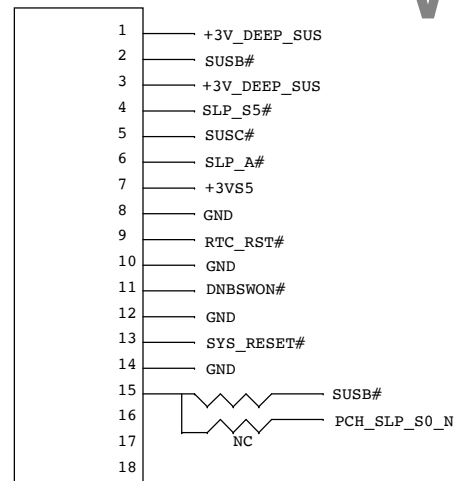 1 +3V_DEEP_SUS
2 SUSB#
3 +3V_DEEP_SUS
4 SLP_S5#
5 SUSC#
6 SLP_A#
7 +3VS5
8 GND
9 RTC_RST#
10 GND
11 DNBSWON#
12 GND
13 SYS_RESET#
14 GND
15 SUSB#
16 PCH_SLP_S0_N
17 NC
18